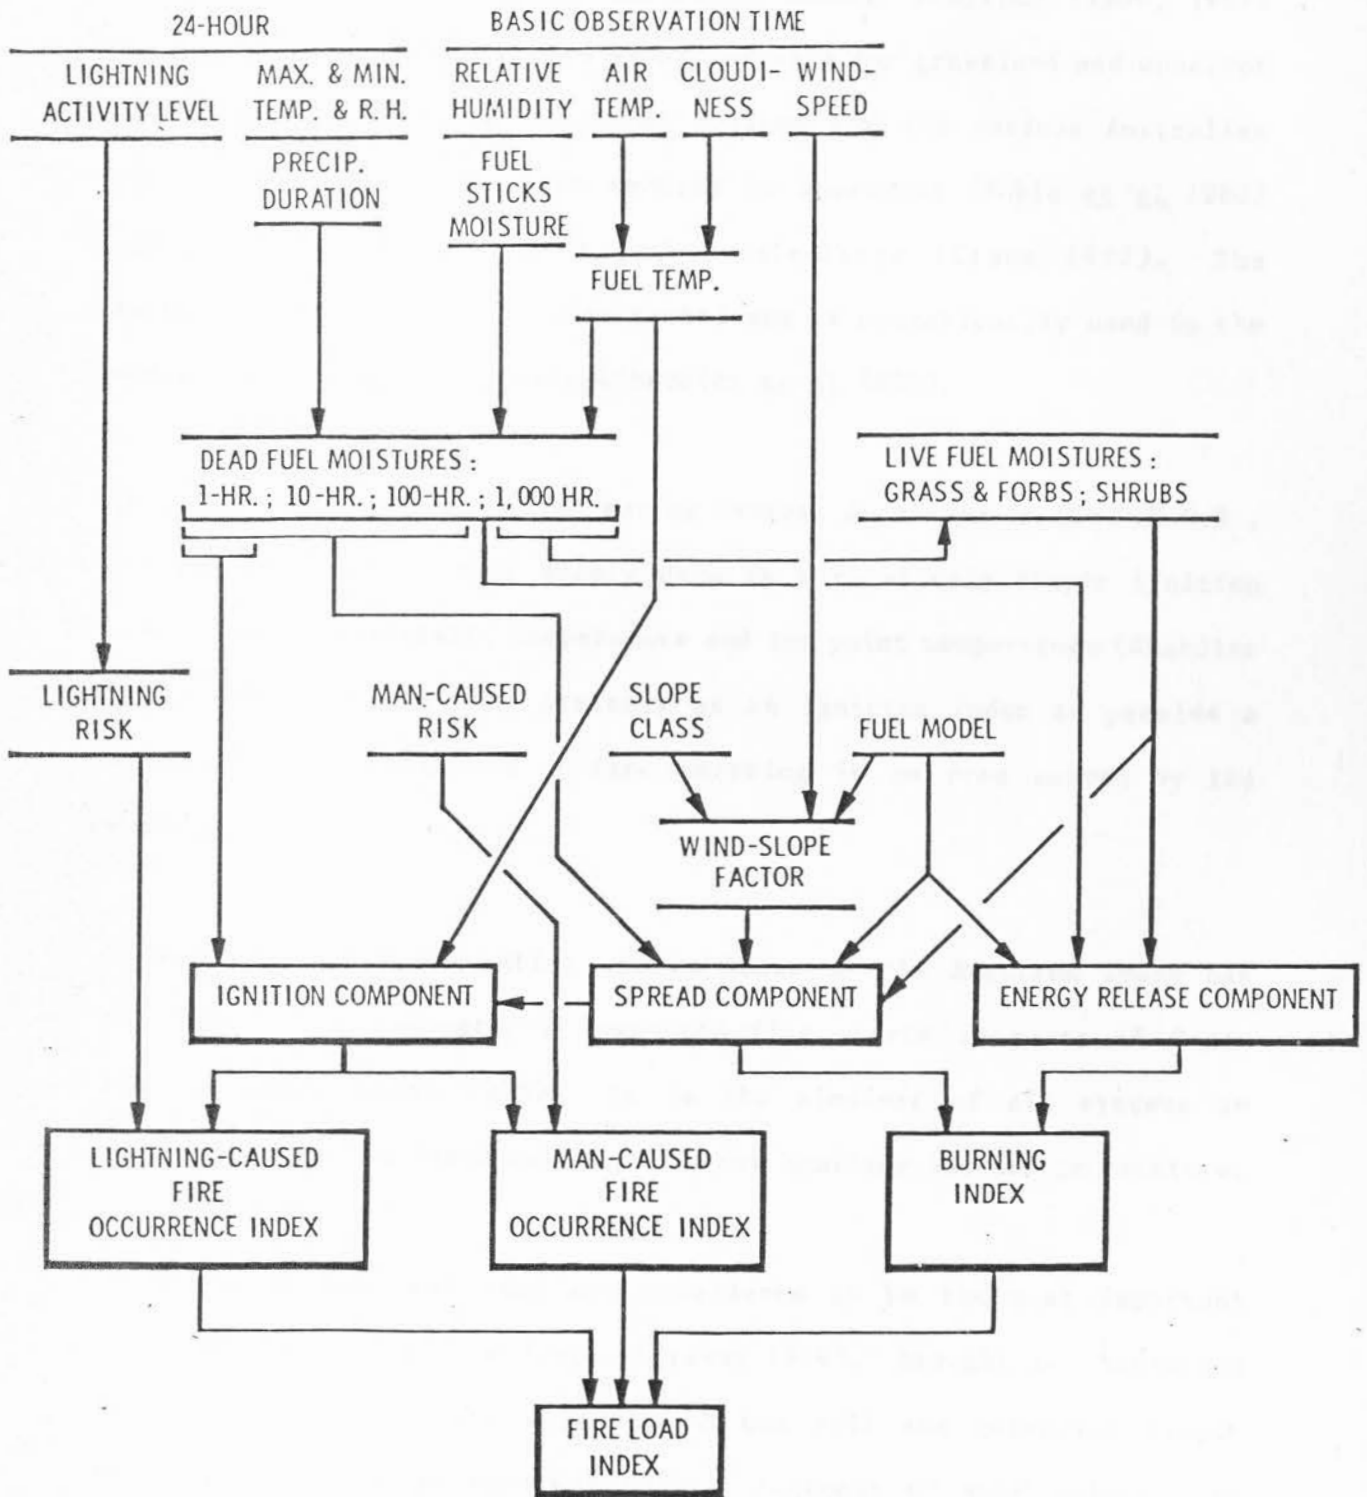 24-HOUR
BASIC OBSERVATION TIME
LIGHTNING
ACTIVITY LEVEL
MAX. & MIN.
TEMP. & R.H.
RELATIVE
HUMIDITY
AIR
TEMP.
CLOUDI-
NESS
WIND-
SPEED
PRECIP.
DURATION
FUEL
STICKS
MOISTURE
FUEL TEMP.
DEAD FUEL MOISTURES :
1-HR. ; 10-HR. ; 100-HR. ; 1,000 HR.
LIVE FUEL MOISTURES :
GRASS & FORBS ; SHRUBS
LIGHTNING
RISK
MAN-CAUSED
RISK
SLOPE
CLASS
FUEL MODEL
WIND-SLOPE
FACTOR
IGNITION COMPONENT
SPREAD COMPONENT
ENERGY RELEASE COMPONENT
LIGHTNING-CAUSED
FIRE
OCCURRENCE INDEX
MAN-CAUSED
FIRE
OCCURRENCE INDEX
BURNING
INDEX
FIRE LOAD
INDEX